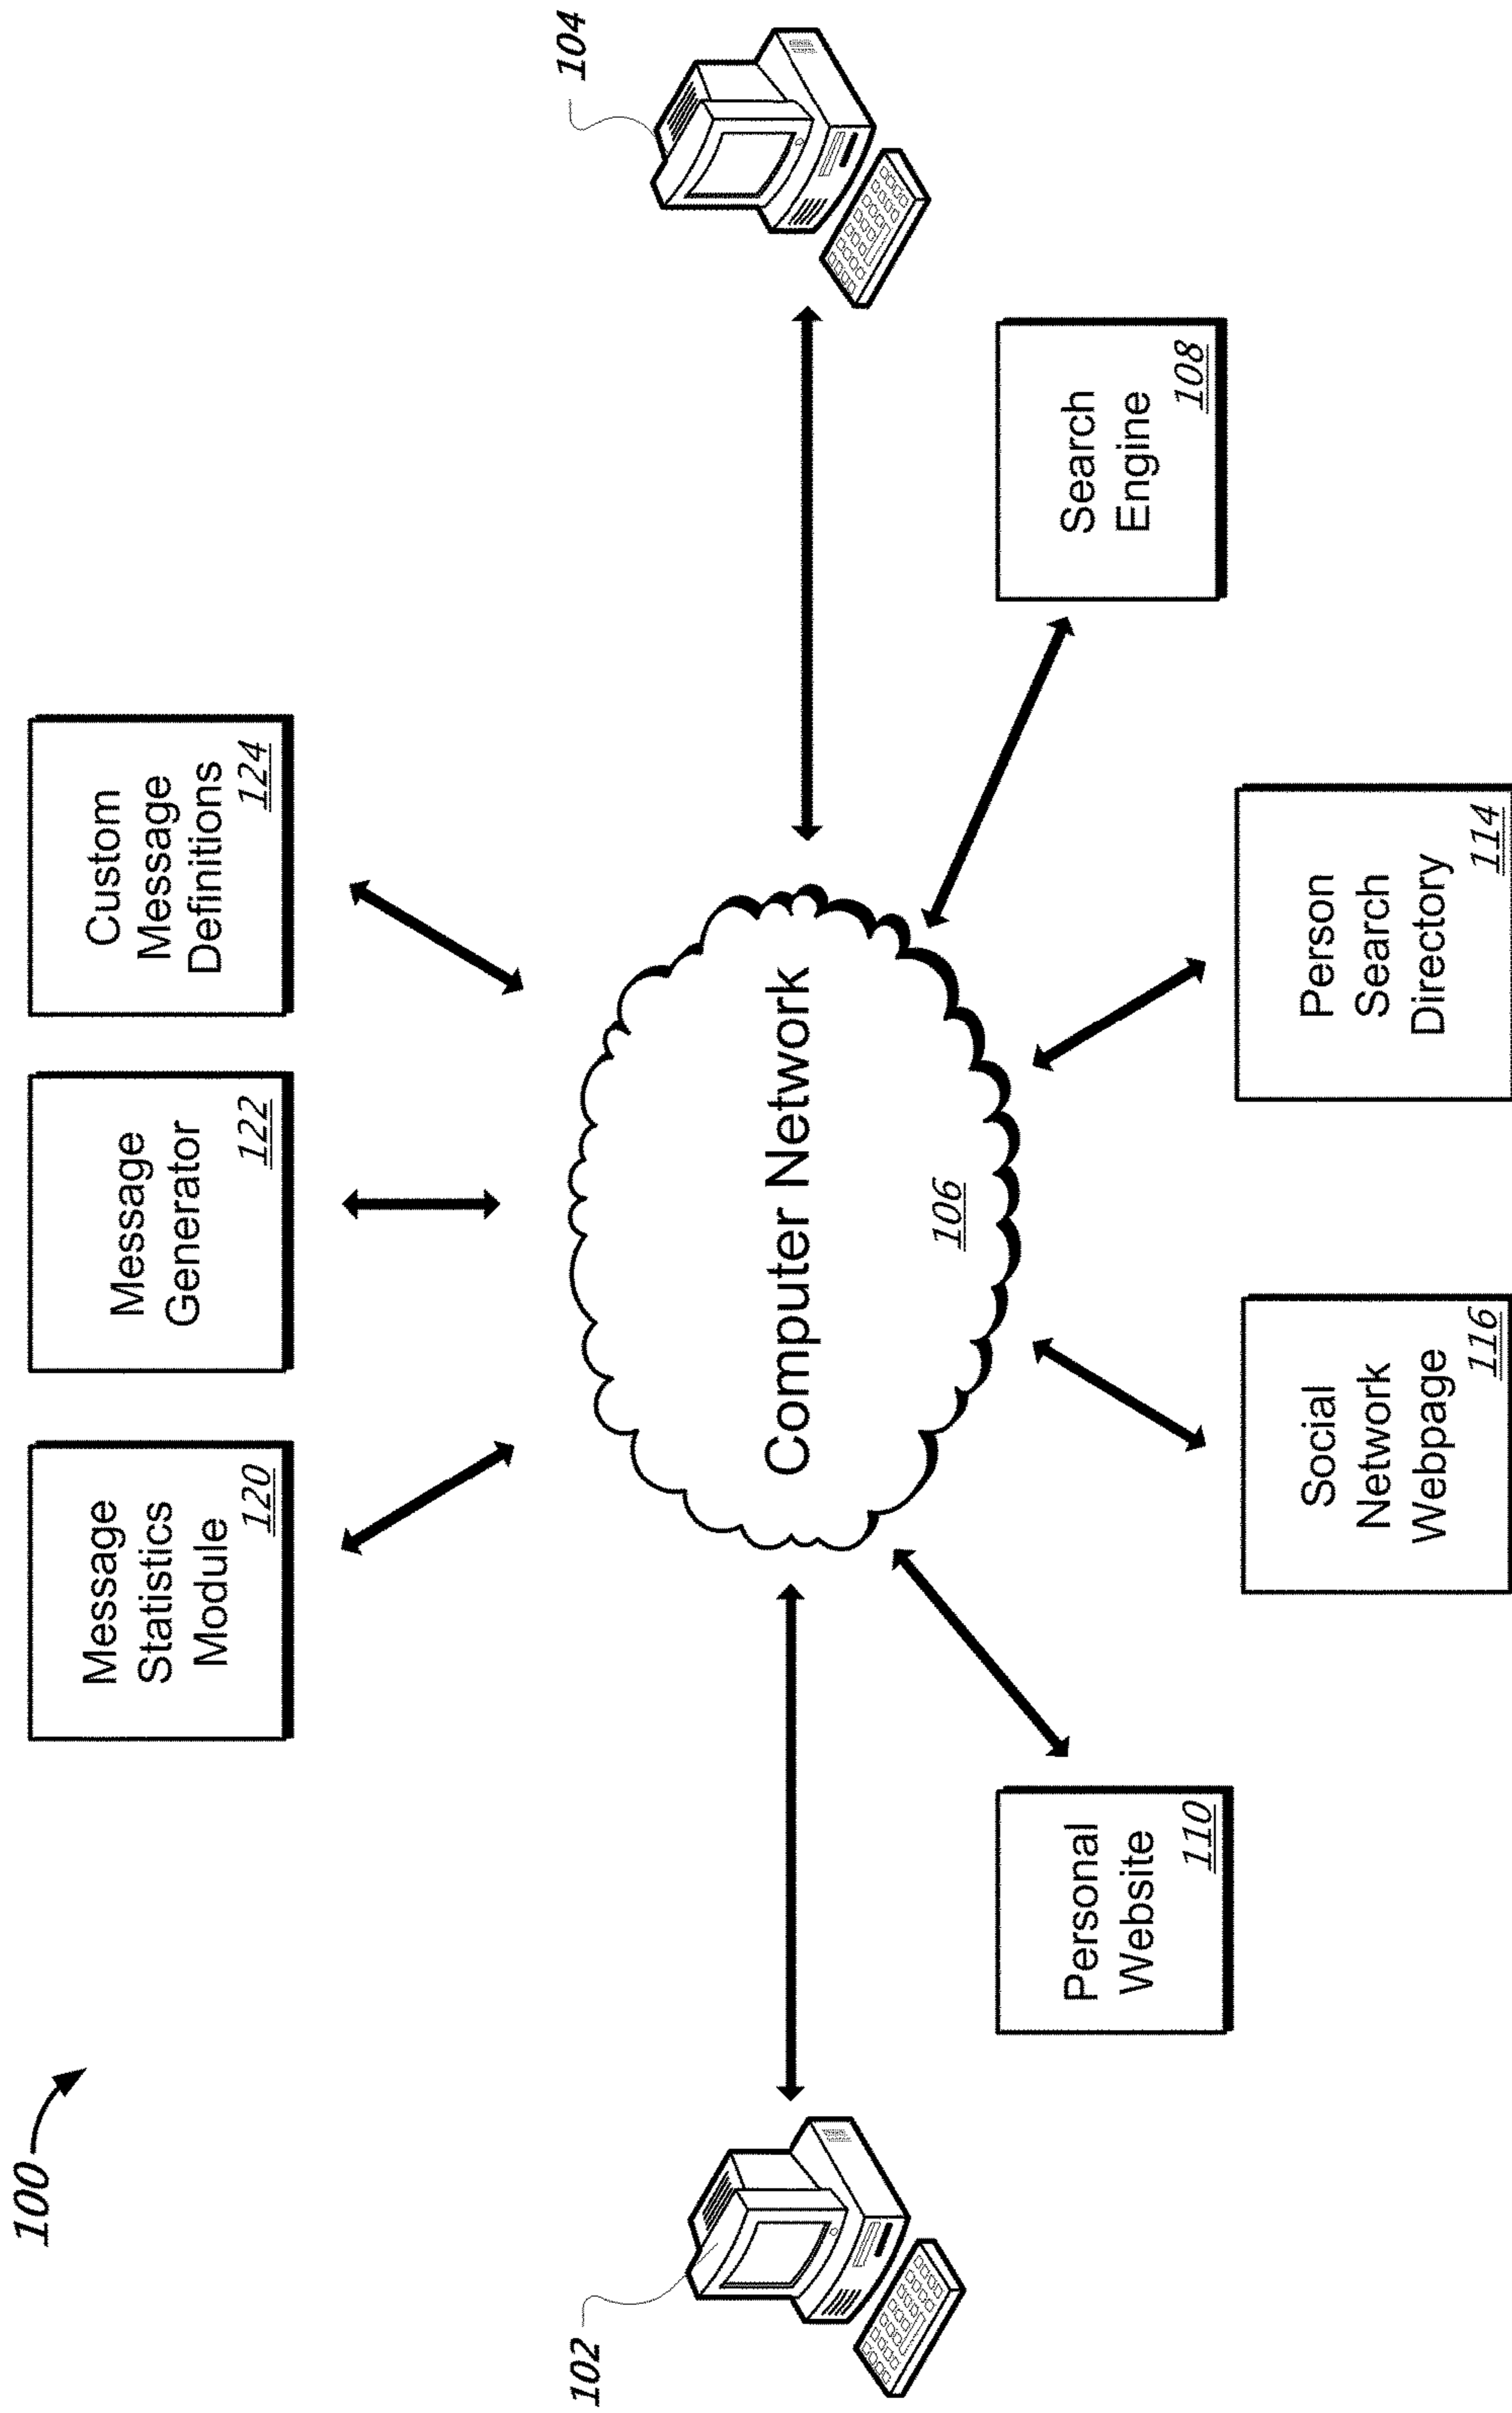 100
Message
Statistics
Module
120
Message
Generator
122
Custom
Message
Definitions
124
102
104
Computer Network
106
Personal
Website
110
Social
Network
Webpage
116
Person
Search
Directory
114
Search
Engine
108